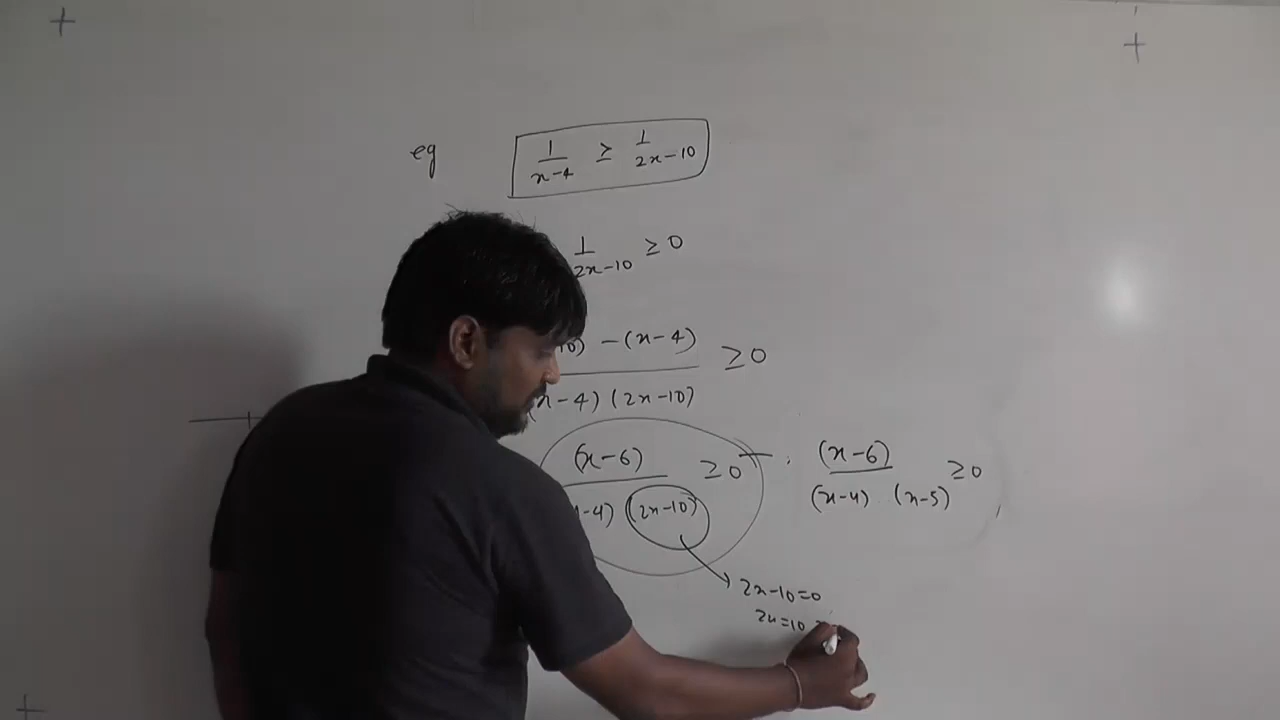 eg 1/(x-4) ≥ 1/(2x-10)
1/(2x-10) ≥ 0
10) - (x-4) / (x-4) (2x-10) ≥ 0
(x-6) / -4) (2x-10) ≥ 0
(x-6) / (x-4) . (x-5) ≥ 0
2x-10=0
2x=10